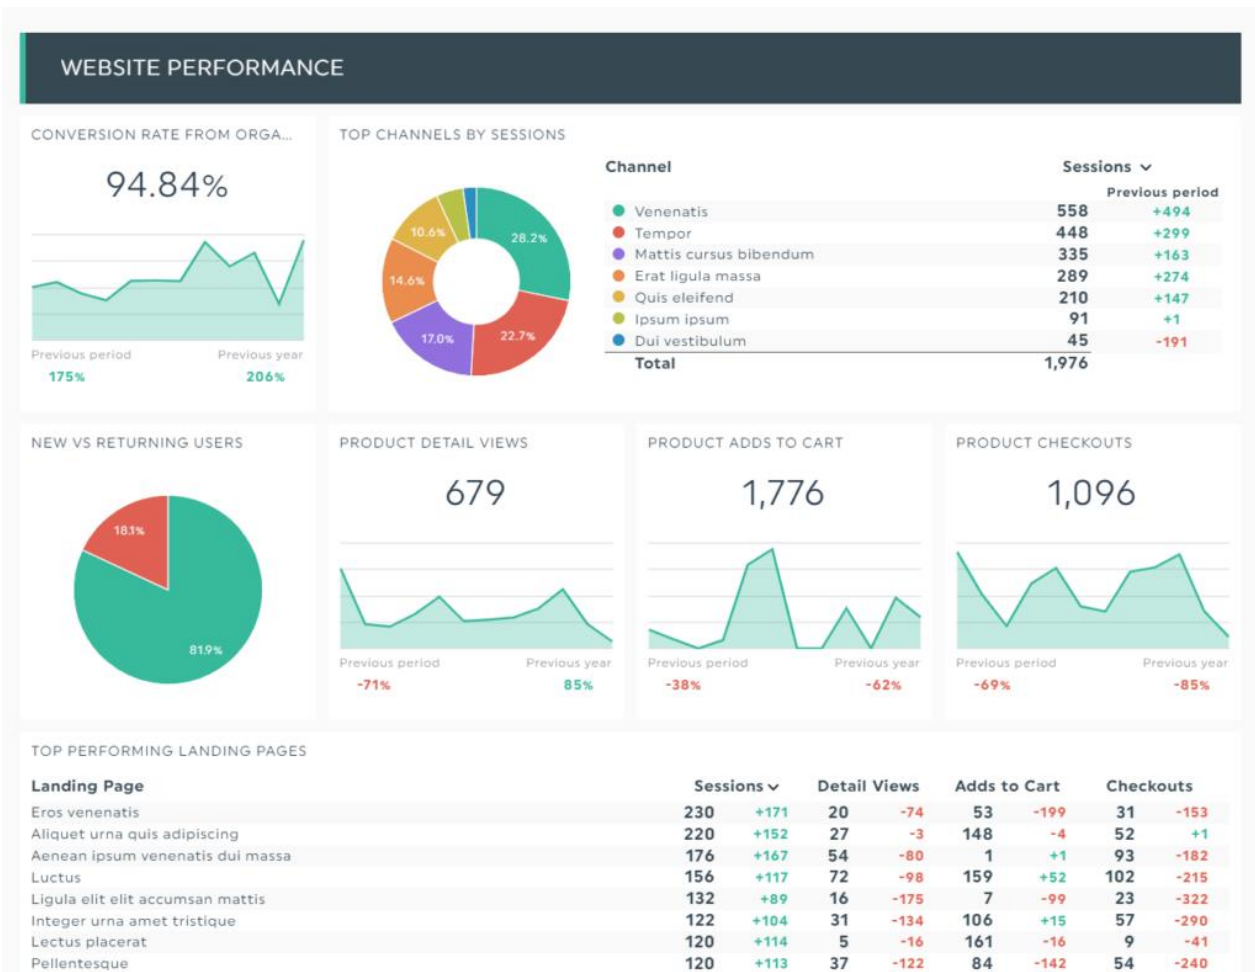 WEBSITE PERFORMANCE
CONVERSION RATE FROM ORGA...
94.84%
Previous period Previous year
175% 206%
TOP CHANNELS BY SESSIONS
10.6% 28.2%
14.6%
17.0% 22.7%
Channel Sessions
Previous period
Venenatis 558 +494
Tempor 448 +299
Mattis cursus bibendum 335 +163
Erat ligula massa 289 +274
Quis eleifend 210 +147
Ipsum ipsum 91 +1
Dui vestibulum 45 -191
Total 1,976
NEW VS RETURNING USERS
18.1%
81.9%
PRODUCT DETAIL VIEWS
679
Previous period Previous year
-71% 85%
PRODUCT ADDS TO CART
1,776
Previous period Previous year
-38% -62%
PRODUCT CHECKOUTS
1,096
Previous period Previous year
-69% -85%
TOP PERFORMING LANDING PAGES
Landing Page Sessions Detail Views Adds to Cart Checkouts
Eros venenatis 230 +171 20 -74 53 -199 31 -153
Aliquet urna quis adipiscing 220 +152 27 -3 148 -4 52 +1
Aenean ipsum venenatis dui massa 176 +167 54 -80 1 +1 93 -182
Luctus 156 +117 72 -98 159 +52 102 -215
Ligula elit elit accumsan mattis 132 +89 16 -175 7 -99 23 -322
Integer urna amet tristique 122 +104 31 -134 106 +15 57 -290
Lectus placerat 120 +114 5 -16 161 -16 9 -41
Pellentesque 120 +113 37 -122 84 -142 54 -240